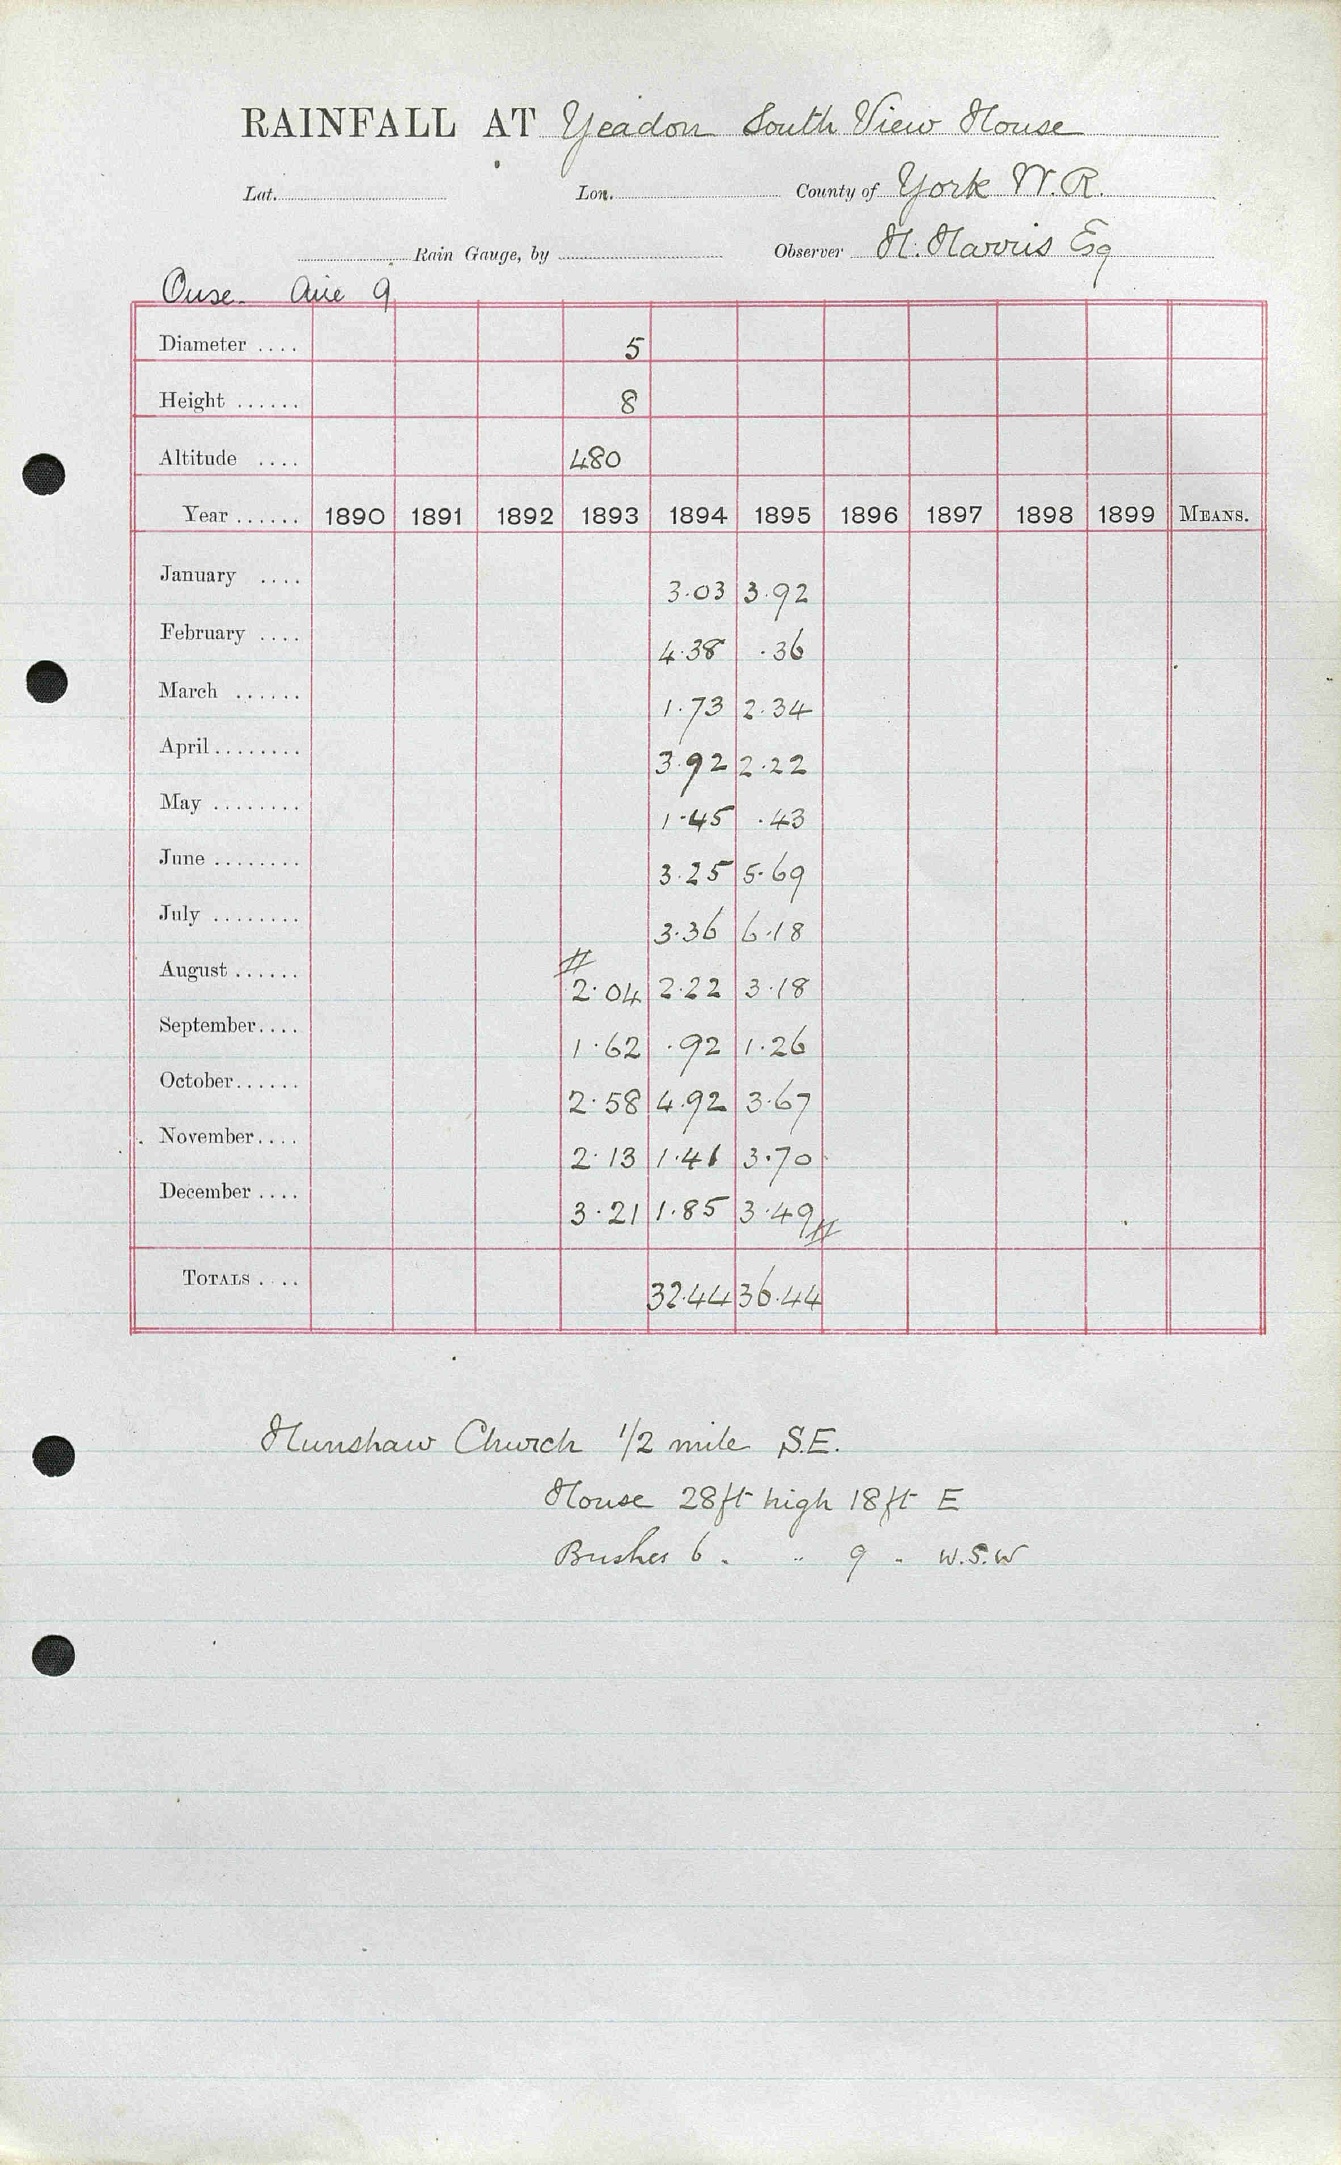 RAINFALL AT Yeadon South View House
Lat. Lon. County of York W.R.
Rain Gauge, by Observer H. Harris Esq
Ouse. Aire 9
Diameter .... 5
Height ...... 8
Altitude .... 480
Year ...... 1890 1891 1892 1893 1894 1895 1896 1897 1898 1899 MEANS.
January .... 3.03 3.92
February .... 4.38 .36
March ...... 1.73 2.34
April ........ 3.92 2.22
May ........ 1.45 .43
June ........ 3.25 5.69
July ........ 3.36 6.18
August ...... 2.04 2.22 3.18
September.... 1.62 .92 1.26
October...... 2.58 4.92 3.67
November.... 2.13 1.41 3.70
December .... 3.21 1.85 3.49
TOTALS .... 32.44 36.44
Hunshaw Church 1/2 mile S.E.
House 28ft high 18ft E
Bushes 6 " " 9 " W.S.W